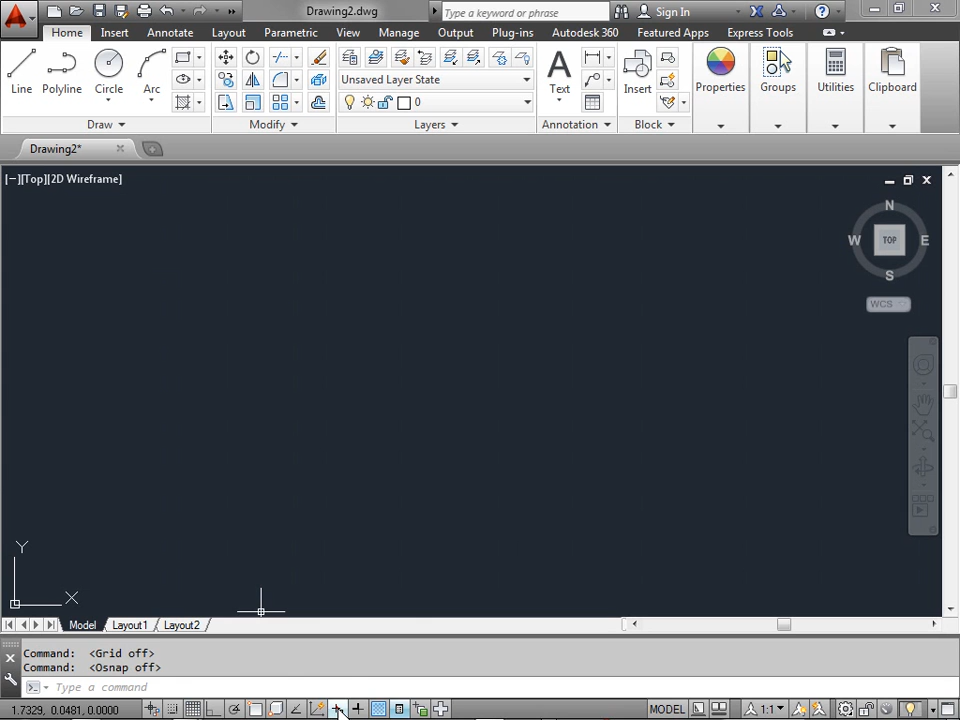 Drawing2.dwg
Type a keyword or phrase
Sign In
Home Insert Annotate Layout Parametric View Manage Output Plug-ins Autodesk 360 Featured Apps Express Tools
Unsaved Layer State
0
Line Polyline Circle Arc
Text Insert
Properties Groups Utilities Clipboard
Draw Modify Layers Annotation Block
Drawing2*
[−][Top][2D Wireframe]
N
W TOP E
S
WCS
Y
X
Model Layout1 Layout2
Command: <Grid off>
Command: <Osnap off>
Type a command
1.7329, 0.0481, 0.0000 MODEL 1:1